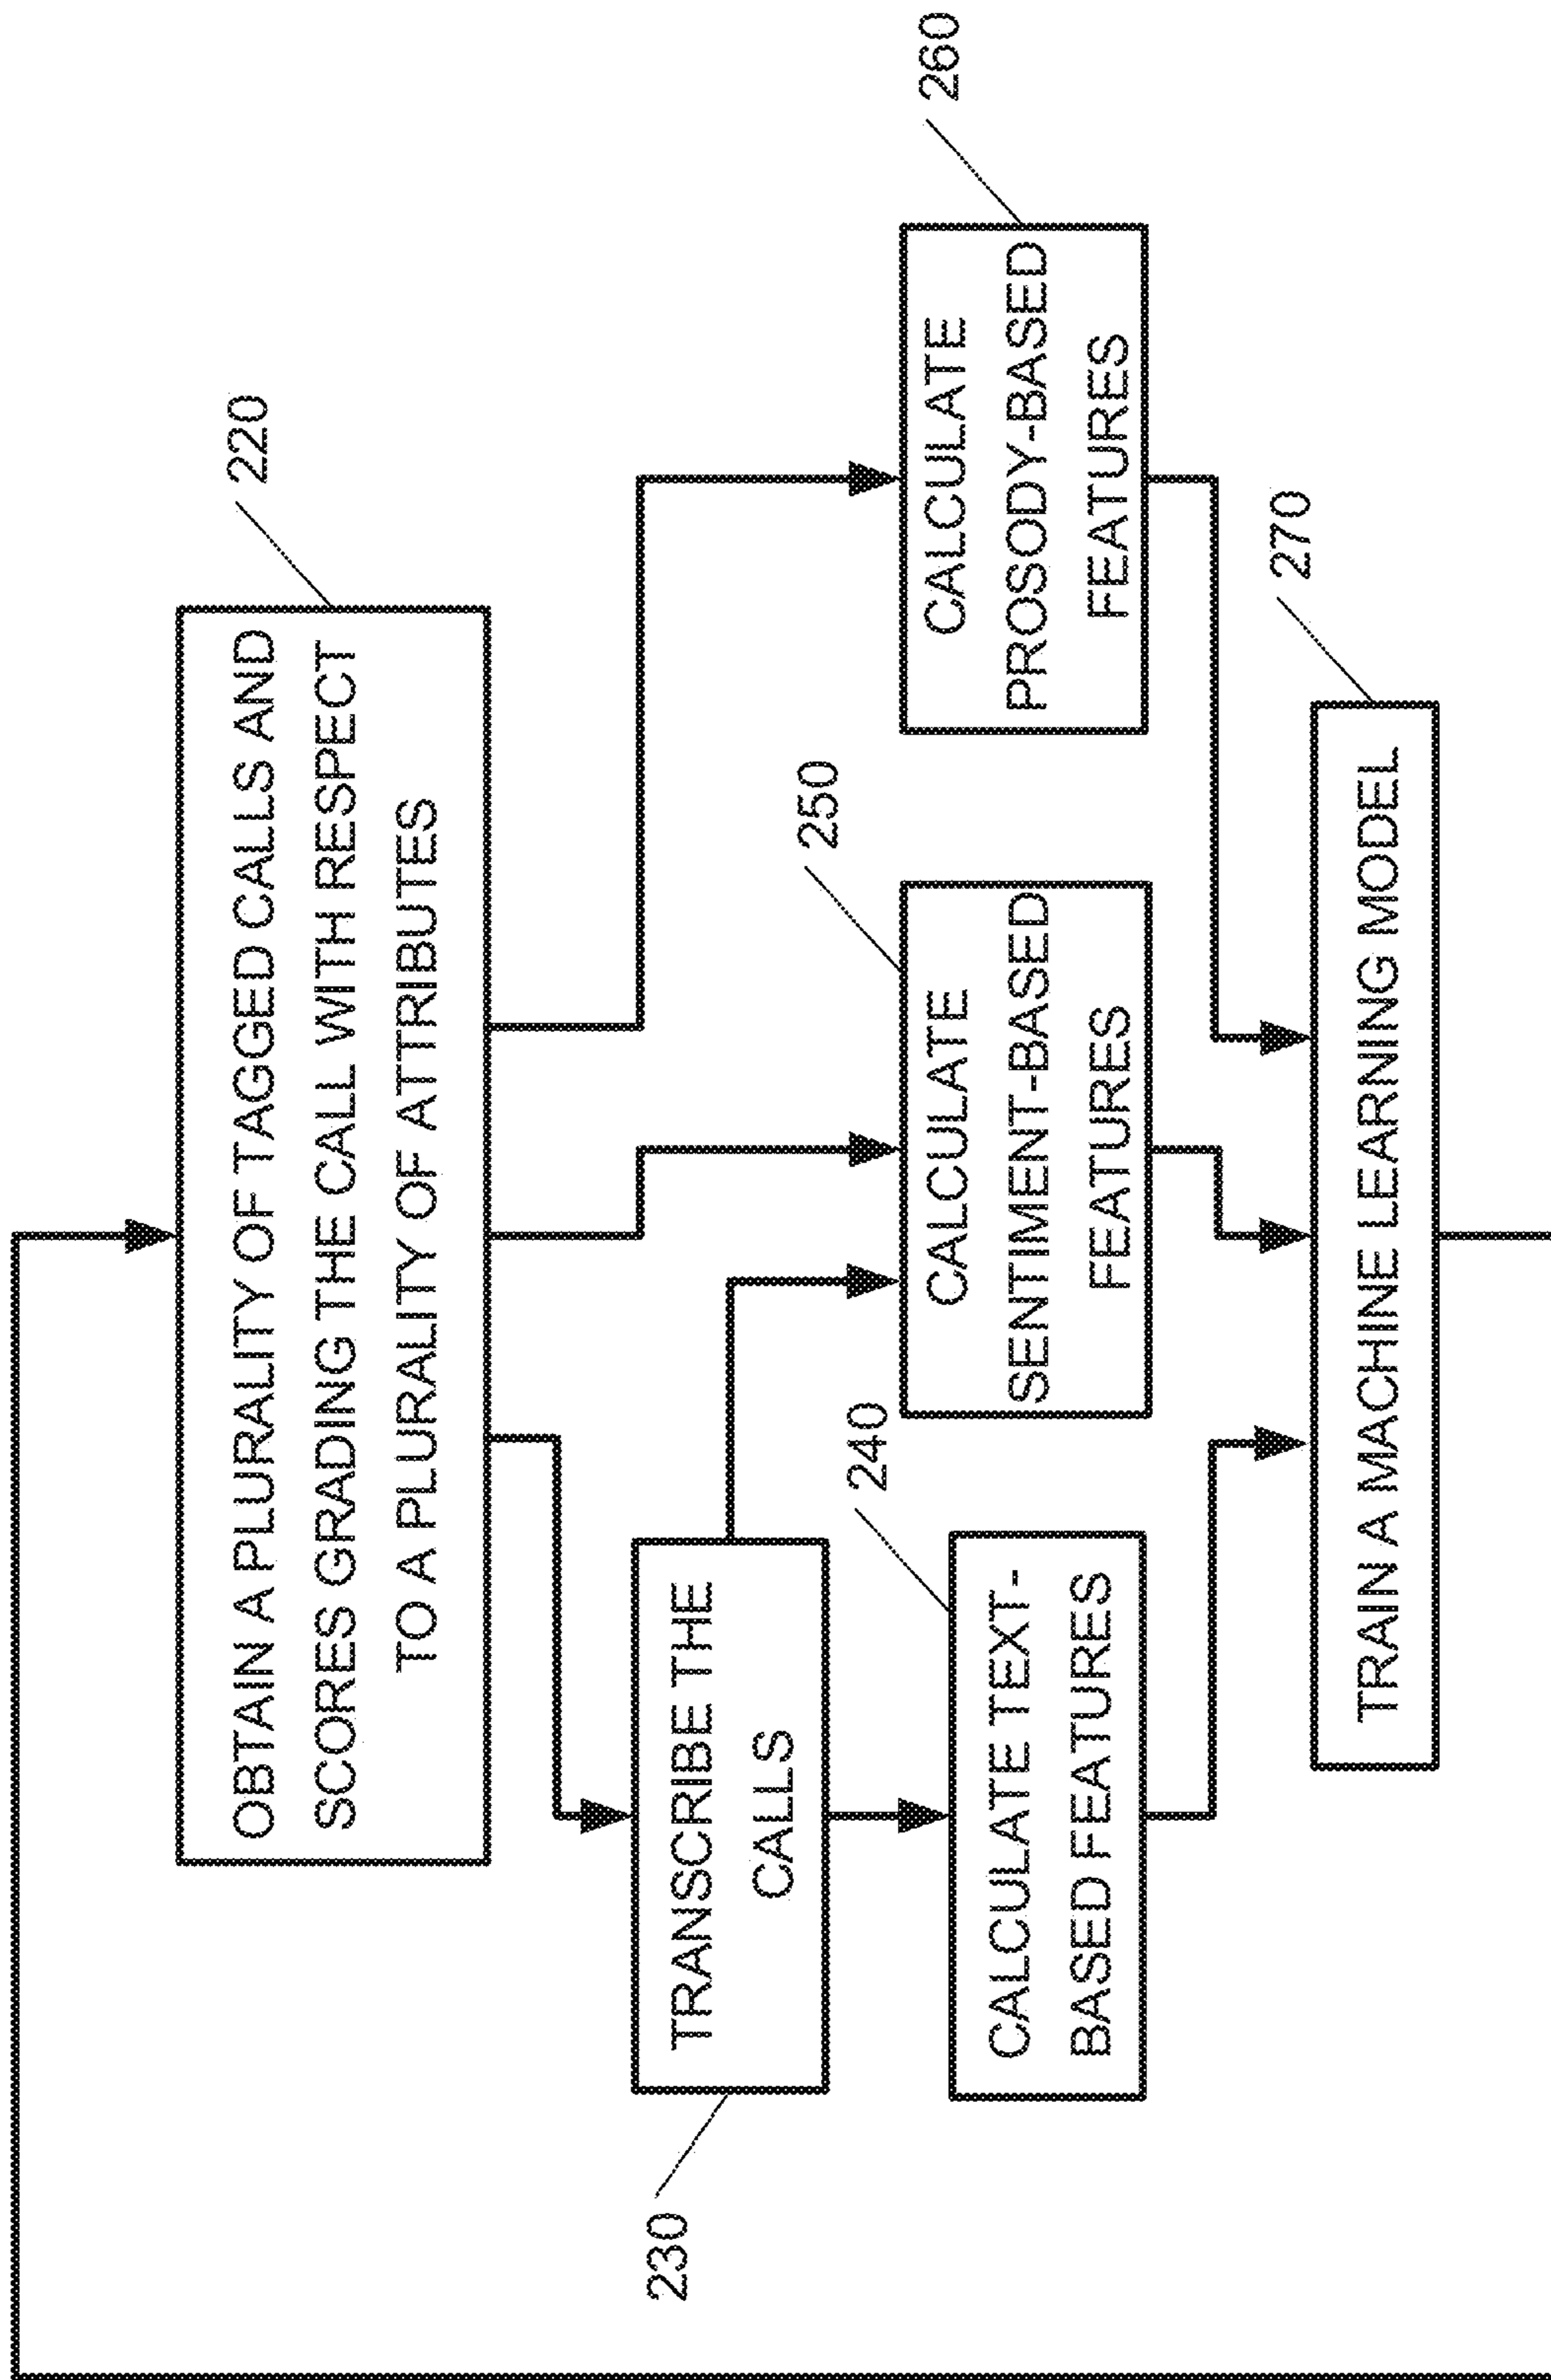 220
OBTAIN A PLURALITY OF TAGGED CALLS AND
SCORES GRADING THE CALL WITH RESPECT
TO A PLURALITY OF ATTRIBUTES
230
TRANSCRIBE THE
CALLS
240
CALCULATE TEXT-
BASED FEATURES
250
CALCULATE
SENTIMENT-BASED
FEATURES
260
CALCULATE
PROSODY-BASED
FEATURES
270
TRAIN A MACHINE LEARNING MODEL